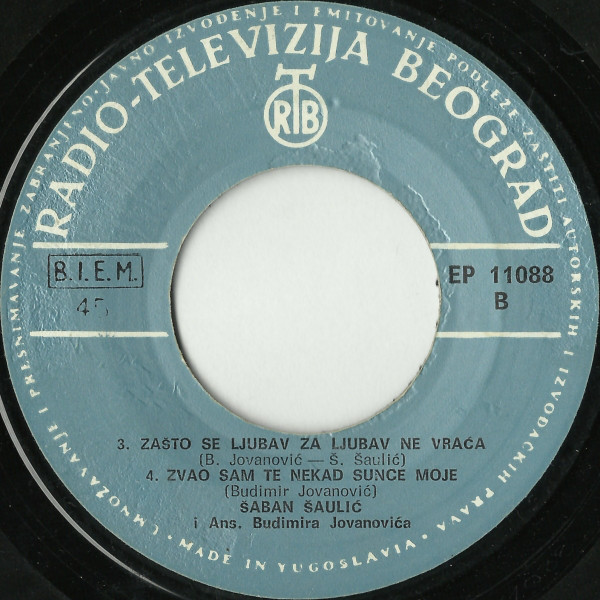 UMNOŽAVANJE I PRESNIMAVANJE ZABRANJENO · JAVNO IZVOĐENJE I EMITOVANJE PODLEŽE ZAŠTITI AUTORSKIH I IZVOĐAČKIH PRAVA ·
RADIO-TELEVIZIJA BEOGRAD
RTB
B.I.E.M.
45
EP 11088
B
3. ZAŠTO SE LJUBAV ZA LJUBAV NE VRAĆA
(B. Jovanović — Š. Šaulić)
4. ZVAO SAM TE NEKAD SUNCE MOJE
(Budimir Jovanović)
ŠABAN ŠAULIĆ
i Ans. Budimira Jovanovića
MADE IN YUGOSLAVIA